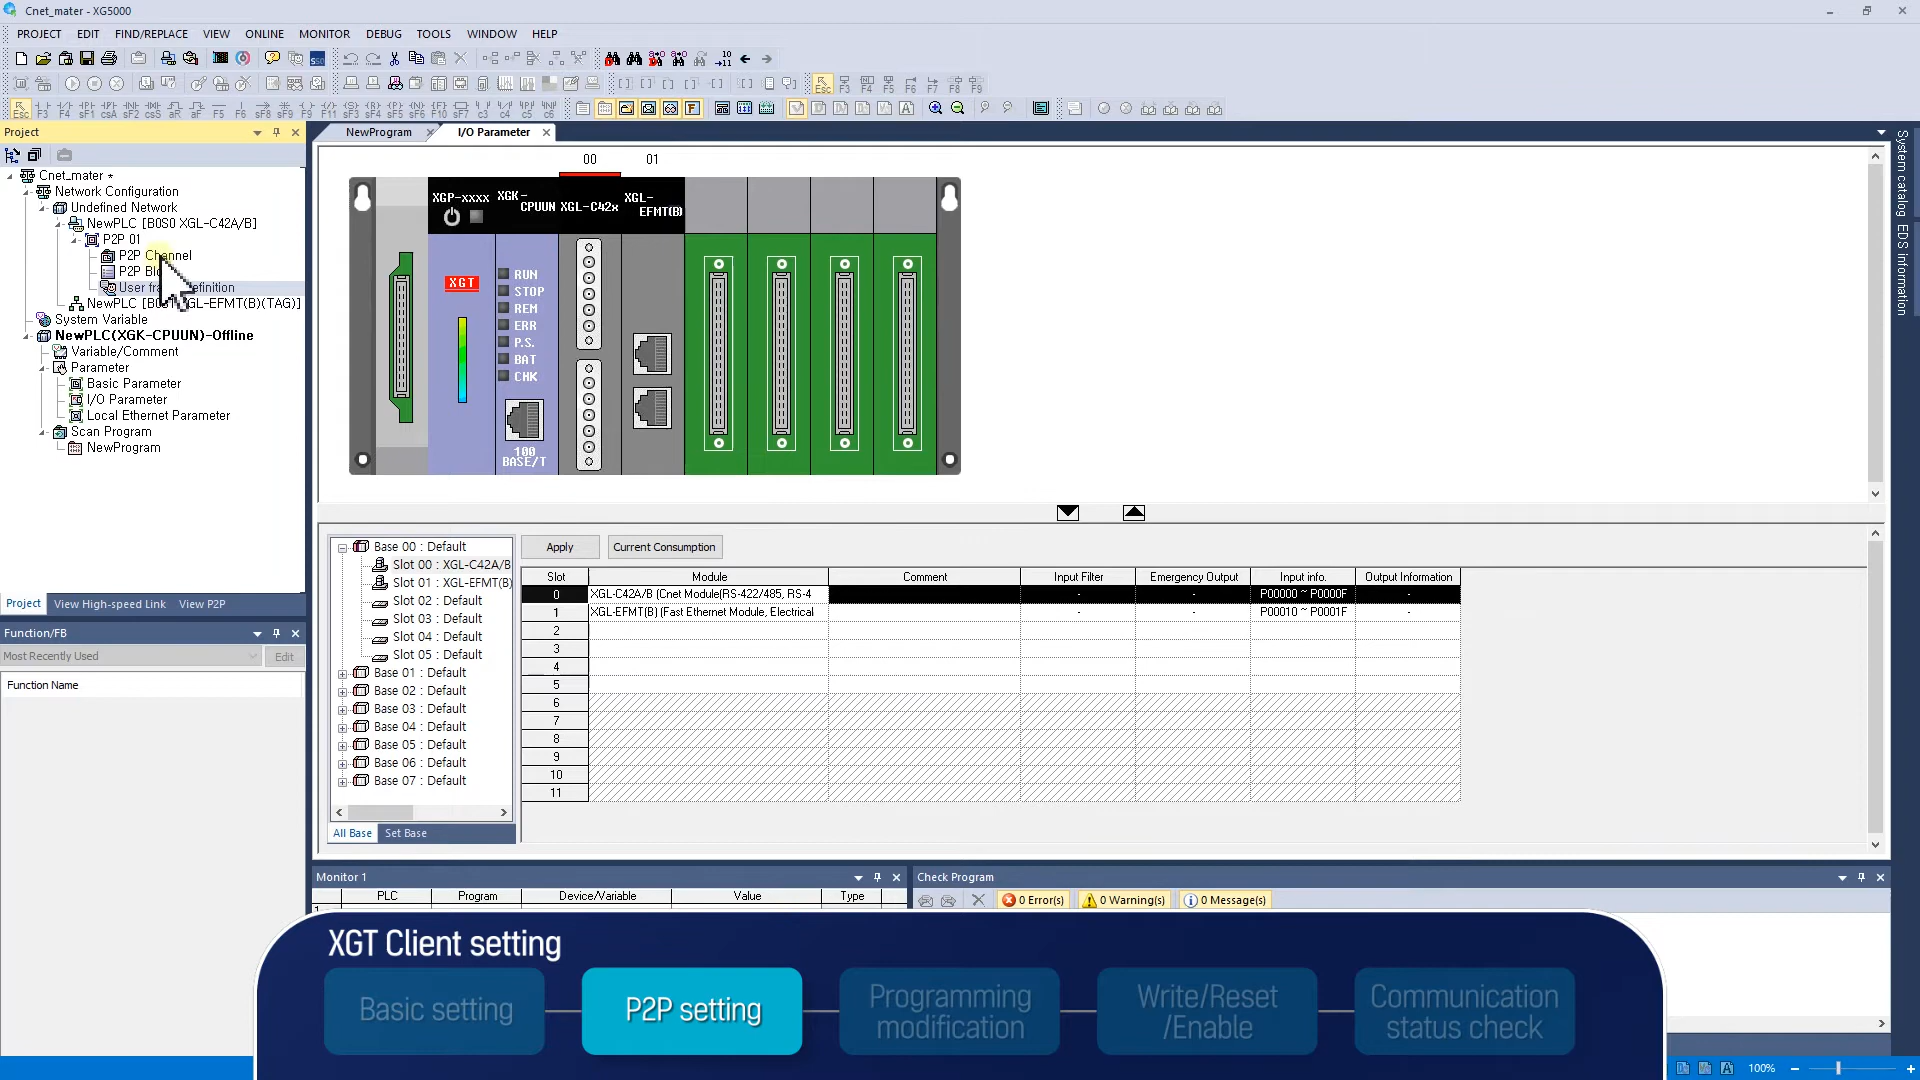 Cnet_mater - XG5000
PROJECT EDIT FIND/REPLACE VIEW ONLINE MONITOR DEBUG TOOLS WINDOW HELP
Project
NewProgram
I/O Parameter
Cnet_mater *
Network Configuration
Undefined Network
NewPLC [B0S0 XGL-C42A/B]
P2P 01
P2P Channel
P2P Blo
User fra efinition
NewPLC [B0S1 XGL-EFMT(B)(TAG)]
System Variable
NewPLC(XGK-CPUUN)-Offline
Variable/Comment
Parameter
Basic Parameter
I/O Parameter
Local Ethernet Parameter
Scan Program
NewProgram
Project View High-speed Link View P2P
Function/FB
Most Recently Used Edit
Function Name
00 01
XGP-xxxx
XGK-CPUUN
XGL-C42x
XGL-EFMT(B)
XGT
RUN
STOP
REM
ERR
P.S.
BAT
CHK
100
BASE/T
Base 00 : Default
Slot 00 : XGL-C42A/B
Slot 01 : XGL-EFMT(B)
Slot 02 : Default
Slot 03 : Default
Slot 04 : Default
Slot 05 : Default
Base 01 : Default
Base 02 : Default
Base 03 : Default
Base 04 : Default
Base 05 : Default
Base 06 : Default
Base 07 : Default
All Base Set Base
Apply Current Consumption
Slot Module Comment Input Filter Emergency Output Input info. Output Information
0 XGL-C42A/B (Cnet Module(RS-422/485, RS-4 - - P00000 ~ P0000F -
1 XGL-EFMT(B) (Fast Ethernet Module, Electrical - - P00010 ~ P0001F -
2
3
4
5
6
7
8
9
10
11
System catalog
EDS information
Monitor 1
PLC Program Device/Variable Value Type
Check Program
0 Error(s) 0 Warning(s) 0 Message(s)
XGT Client setting
Basic setting
P2P setting
Programming
modification
Write/Reset
/Enable
Communication
status check
100%